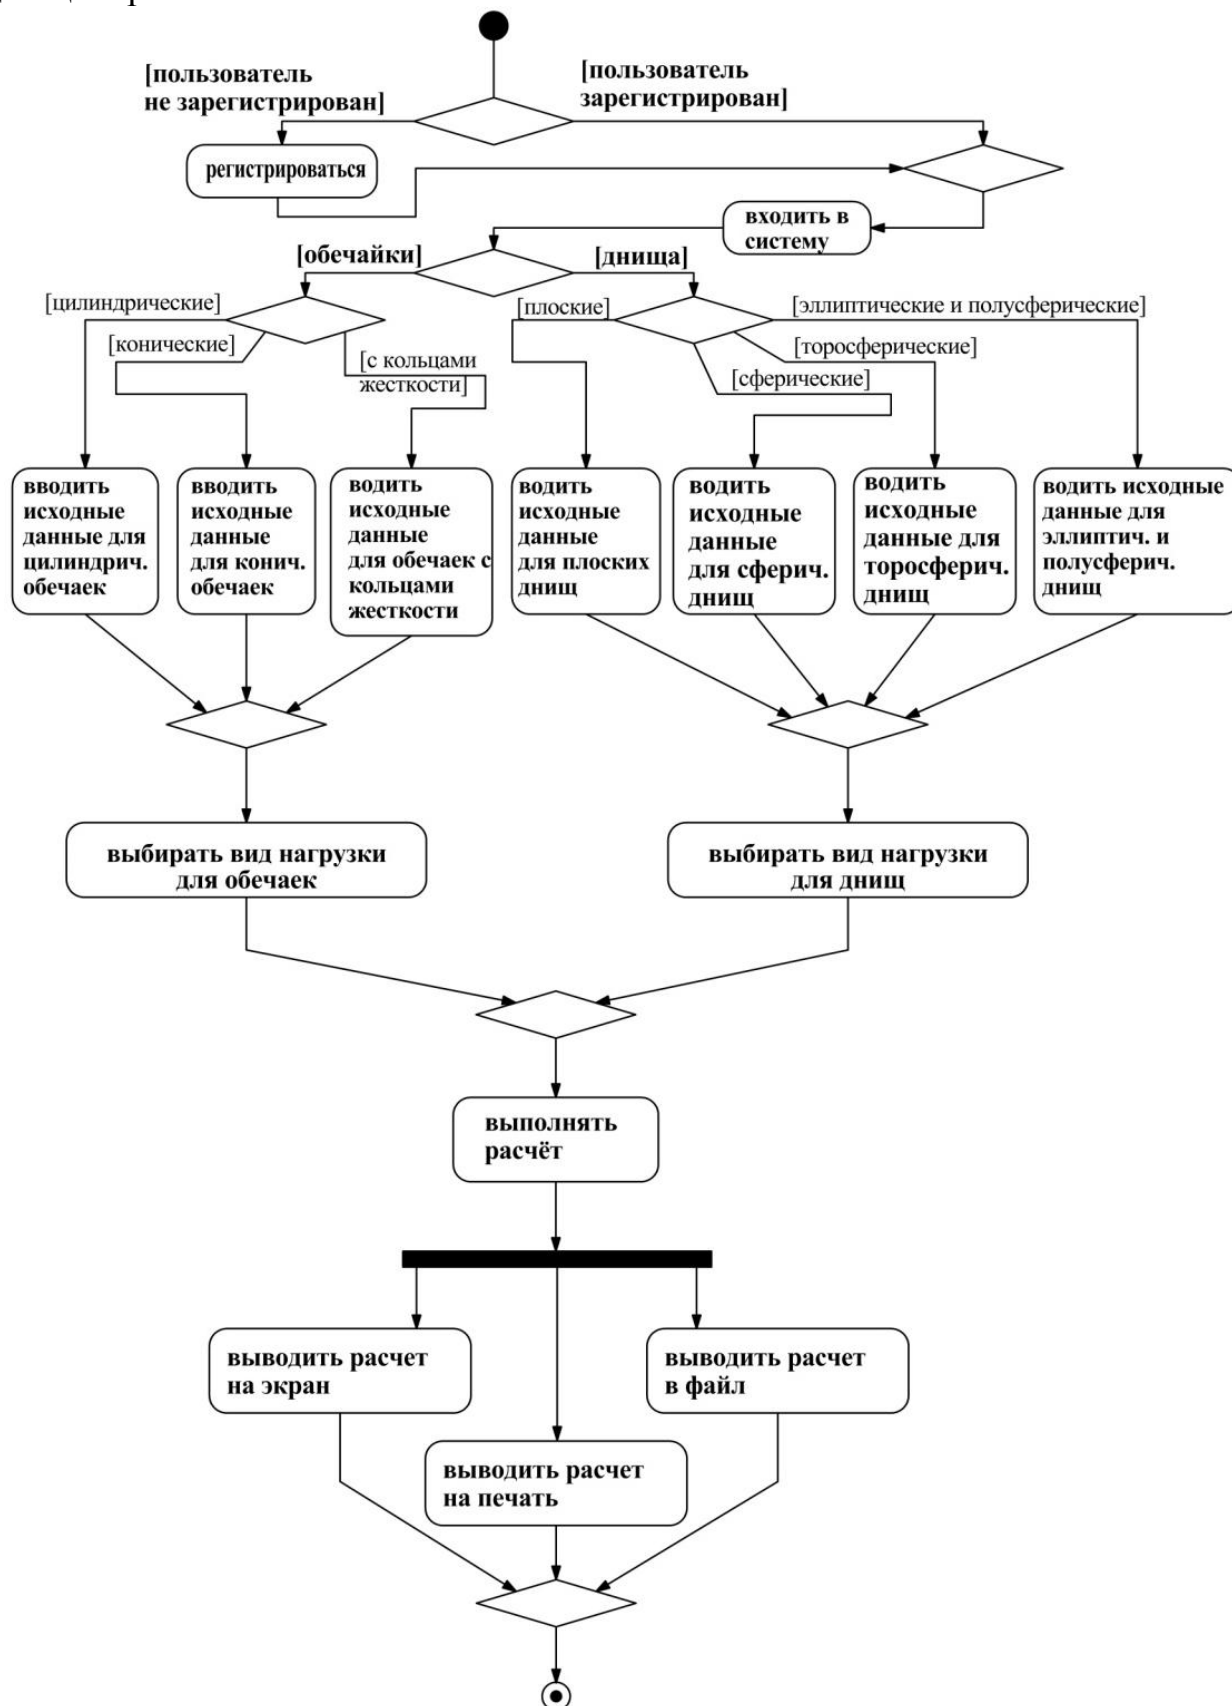 [пользователь
не зарегистрирован]
[пользователь
зарегистрирован]
регистрироваться
входить в
систему
[обечайки]
[днища]
[цилиндрические]
[конические]
[с кольцами
жесткости]
[плоские]
[эллиптические и полусферические]
[торосферические]
[сферические]
вводить
исходные
данные для
цилиндрич.
обечаек
вводить
исходные
данные
для конич.
обечаек
водить
исходные
данные
для обечаек с
кольцами
жесткости
водить
исходные
данные
для плоских
днищ
водить
исходные
данные
для сферич.
днищ
водить
исходные
данные для
торосферич.
днищ
водить исходные
данные для
эллиптич. и
полусферич.
днищ
выбирать вид нагрузки
для обечаек
выбирать вид нагрузки
для днищ
выполнять
расчёт
выводить расчет
на экран
выводить расчет
в файл
выводить расчет
на печать